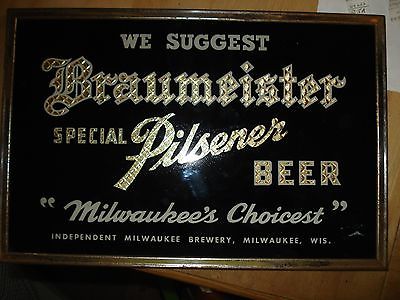 WE SUGGEST
Braumeister
SPECIAL Pilsener
BEER
"Milwaukee's Choicest"
INDEPENDENT MILWAUKEE BREWERY, MILWAUKEE, WIS.